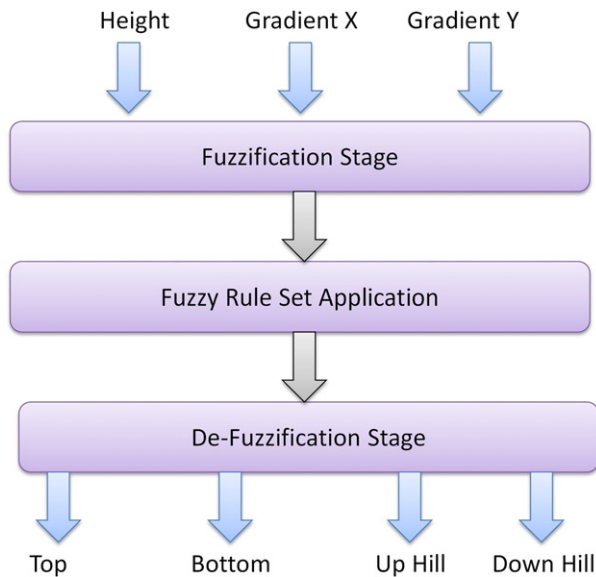 Height Gradient X Gradient Y
Fuzzification Stage
Fuzzy Rule Set Application
De-Fuzzification Stage
Top Bottom Up Hill Down Hill